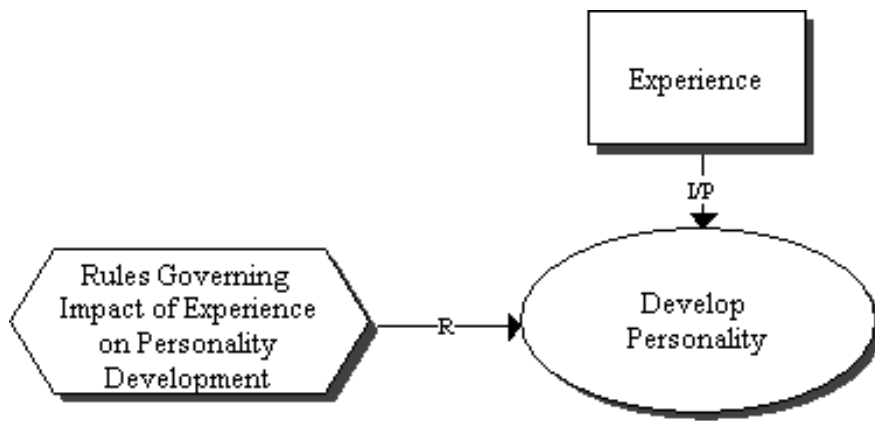 Experience
I/P
Rules Governing
Impact of Experience
on Personality
Development
R
Develop
Personality